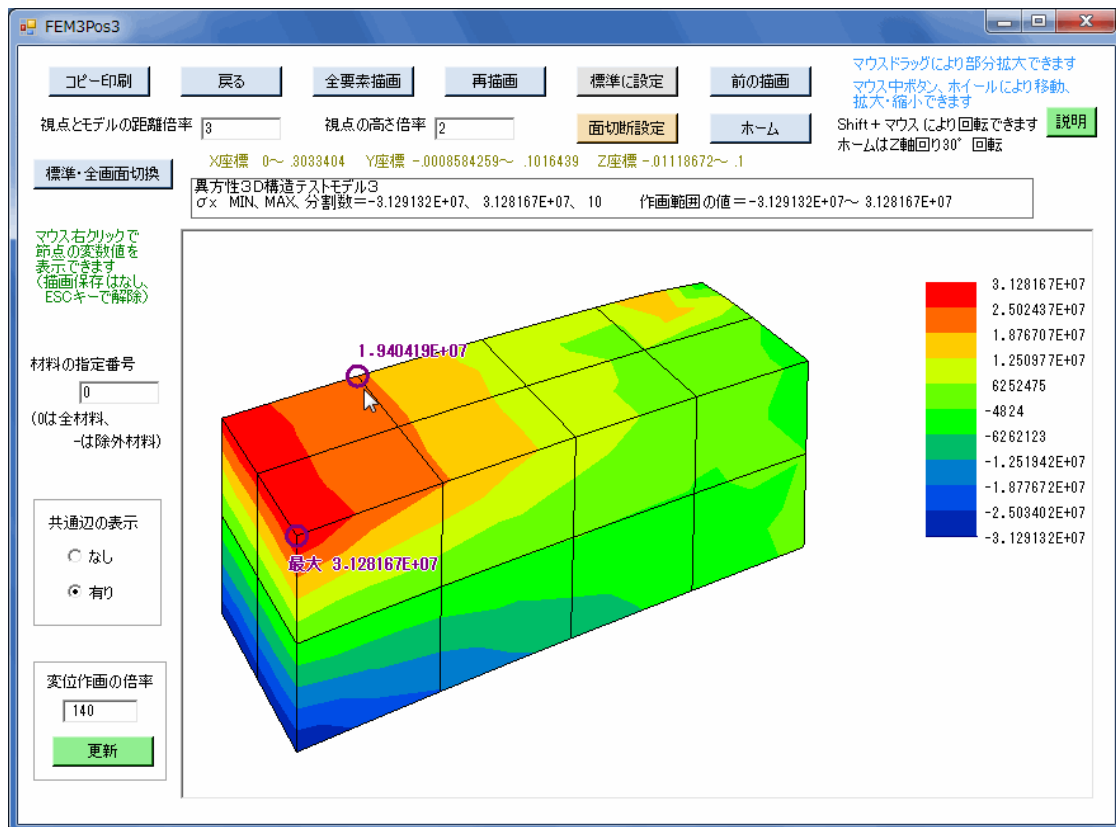 FEM3Pos3
コピー印刷
戻る
全要素描画
再描画
標準に設定
前の描画
マウスドラッグにより部分拡大できます
マウス中ボタン、ホイールにより移動、
拡大・縮小できます
視点とモデルの距離倍率 3
視点の高さ倍率 2
面切断設定
ホーム
Shift+マウスにより回転できます
説明
ホームはZ軸回り30°回転
標準・全画面切換
X座標 0～ .3033404 Y座標 -.0008584259～ .1016439 Z座標 -.01118672～ .1
異方性3D構造テストモデル3
σx MIN、MAX、分割数=-3.129132E+07、 3.128167E+07、 10 作画範囲の値=-3.129132E+07～ 3.128167E+07
マウス右クリックで
節点の変数値を
表示できます
(描画保存はなし、
ESCキーで解除)
材料の指定番号
0
(0は全材料、
-は除外材料)
共通辺の表示
なし
有り
変位作画の倍率
140
更新
1.940419E+07
最大 3.128167E+07
3.128167E+07
2.502437E+07
1.876707E+07
1.250977E+07
6252475
-4824
-6262123
-1.251942E+07
-1.877672E+07
-2.503402E+07
-3.129132E+07